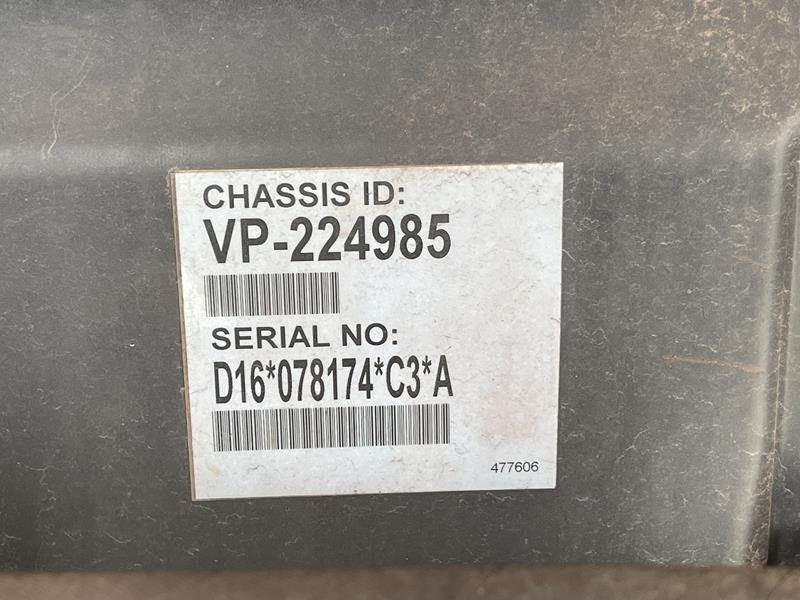 CHASSIS ID:
VP-224985
SERIAL NO:
D16*078174*C3*A
477606